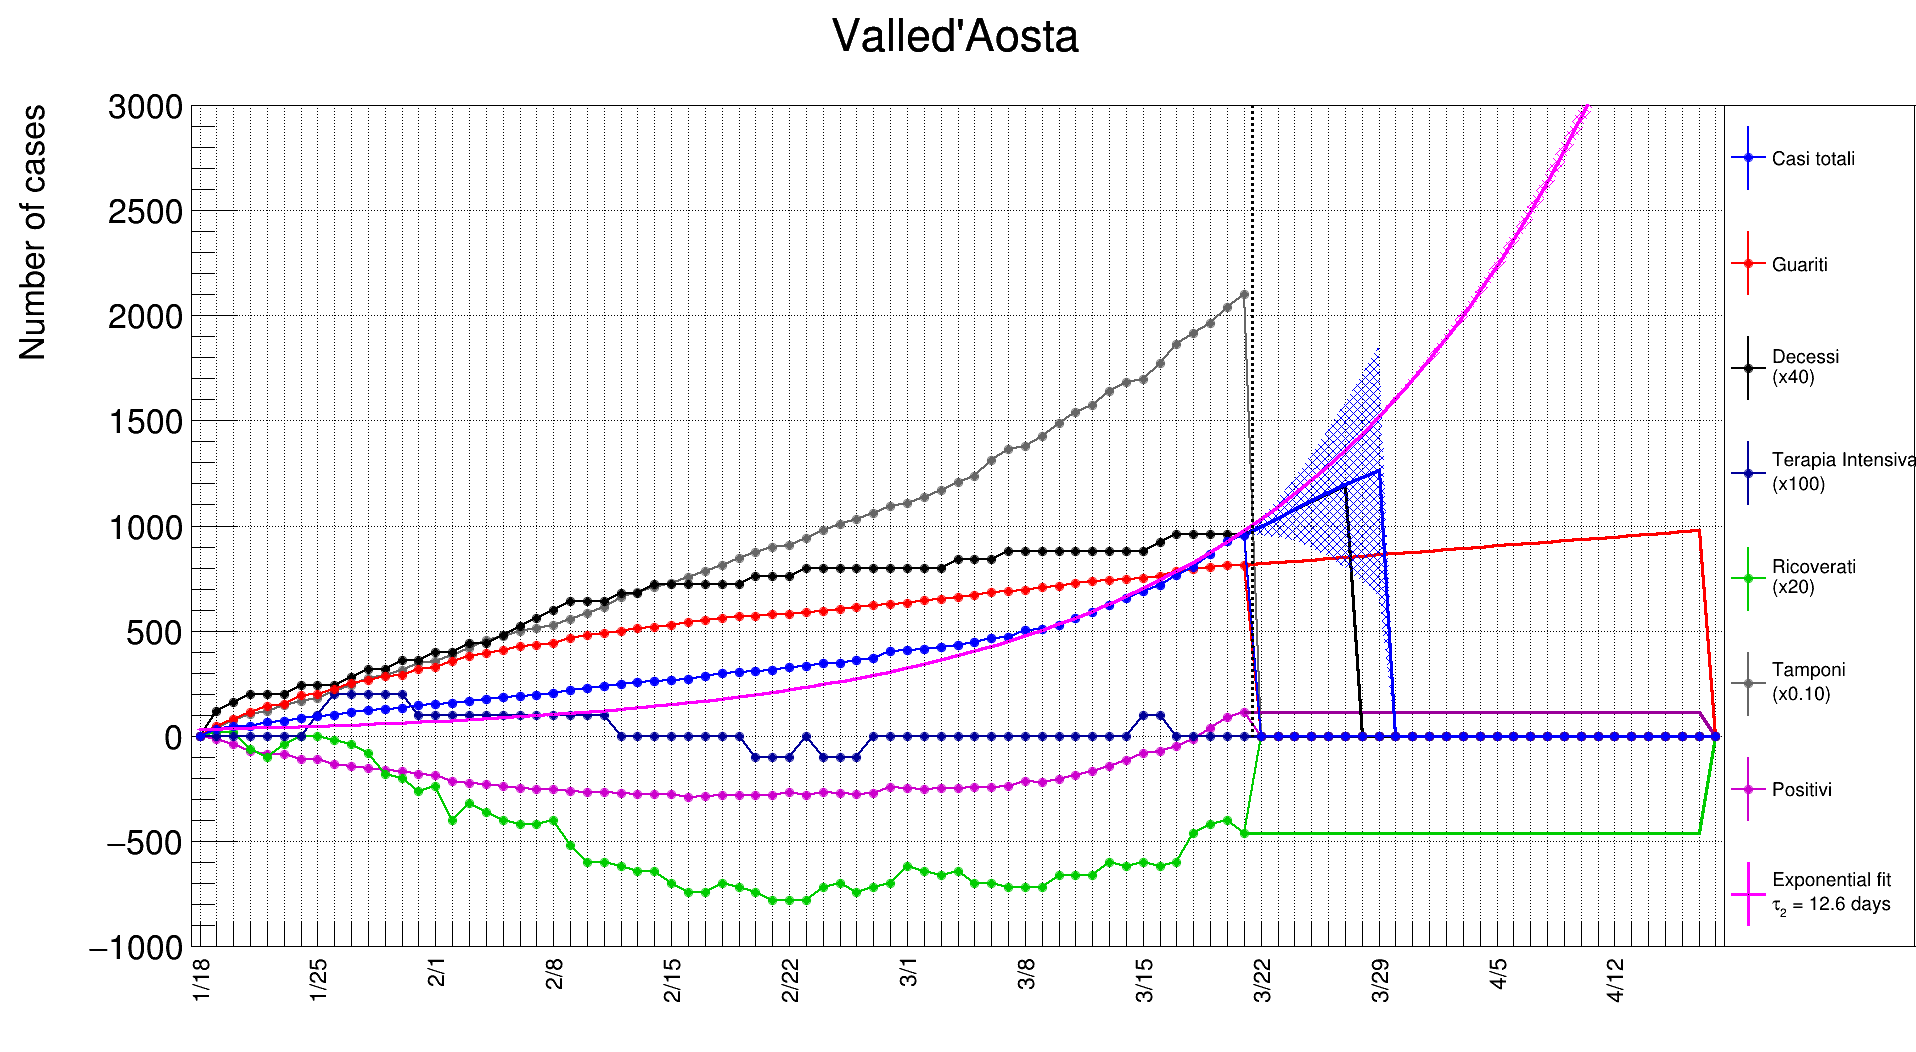 Valled'Aosta
Number of cases
3000
2500
2000
1500
1000
500
0
−500
−1000
1/18
1/25
2/1
2/8
2/15
2/22
3/1
3/8
3/15
3/22
3/29
4/5
4/12
Casi totali
Guariti
Decessi
(x40)
Terapia Intensiva
(x100)
Ricoverati
(x20)
Tamponi
(x0.10)
Positivi
Exponential fit
τ2 = 12.6 days